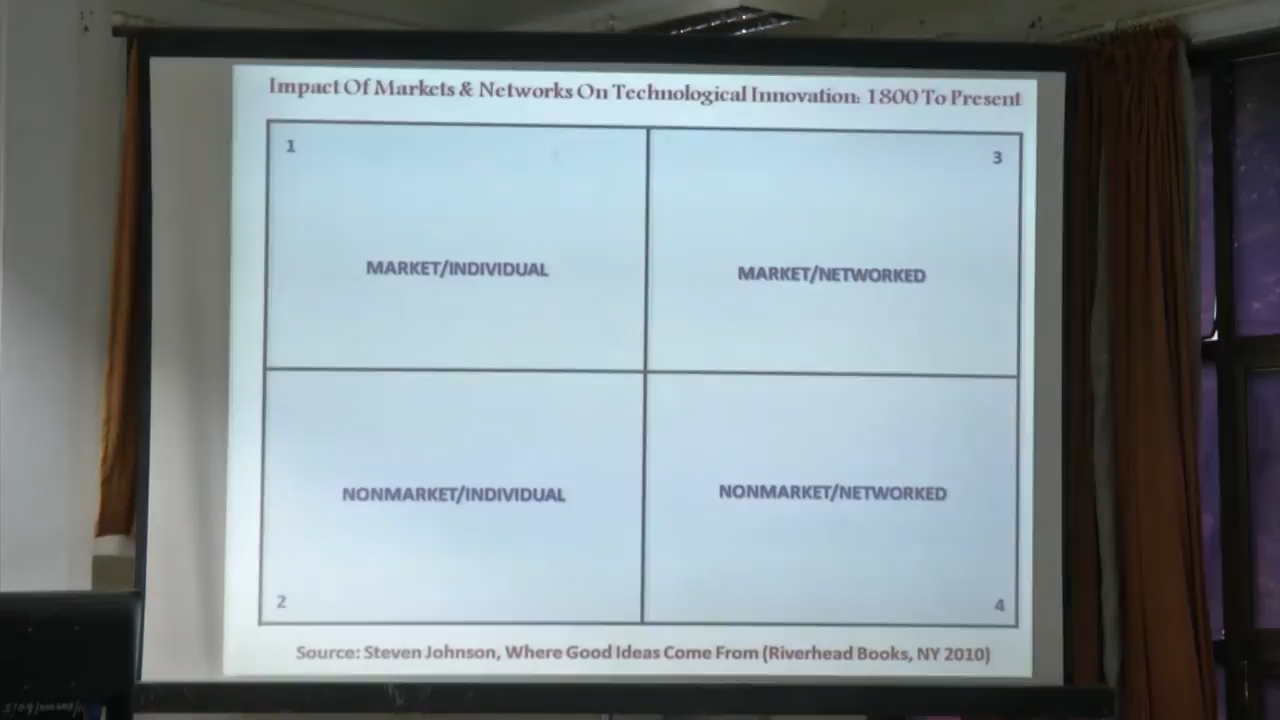 Impact Of Markets & Networks On Technological Innovation: 1800 To Present
1
3
MARKET/INDIVIDUAL
MARKET/NETWORKED
NONMARKET/INDIVIDUAL
NONMARKET/NETWORKED
2
4
Source: Steven Johnson, Where Good Ideas Come From (Riverhead Books, NY 2010)